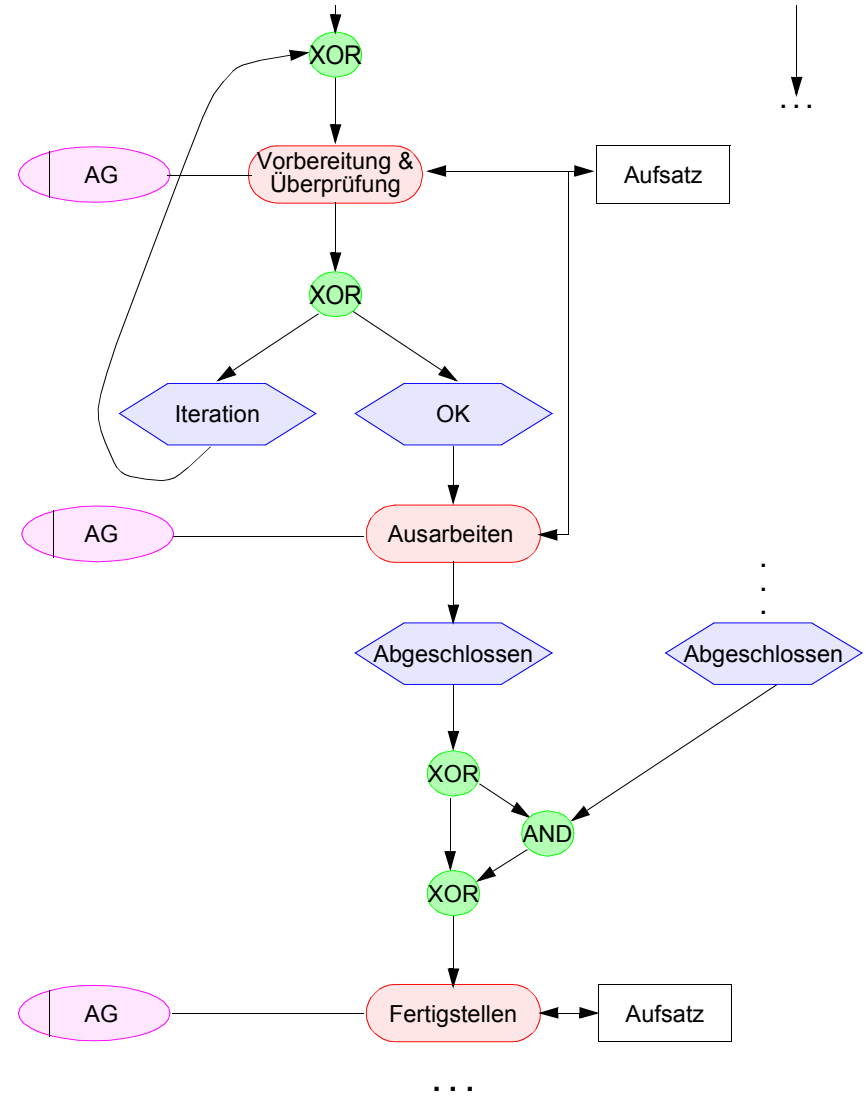 XOR
. . .
AG
Vorbereitung &
Überprüfung
Aufsatz
XOR
Iteration
OK
AG
Ausarbeiten
.
.
.
Abgeschlossen
Abgeschlossen
XOR
AND
XOR
AG
Fertigstellen
Aufsatz
. . .